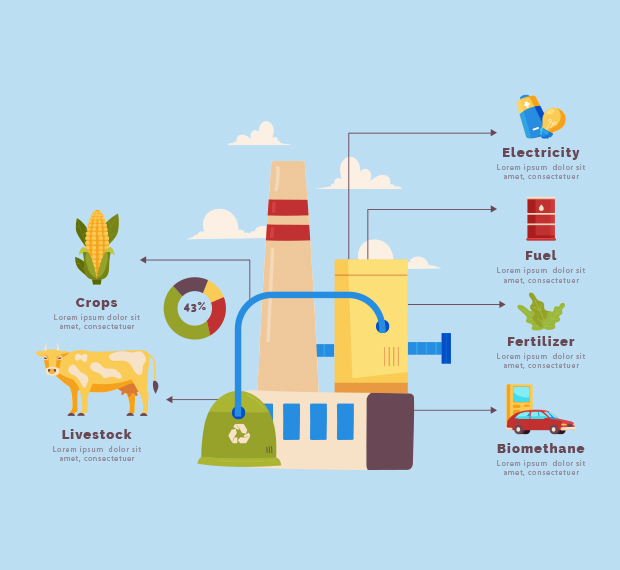 Electricity
Lorem ipsum dolor sit
amet, consectetuer
Fuel
Lorem ipsum dolor sit
amet, consectetuer
Crops
Lorem ipsum dolor sit
amet, consectetuer
43%
Fertilizer
Lorem ipsum dolor sit
amet, consectetuer
Livestock
Lorem ipsum dolor sit
amet, consectetuer
Biomethane
Lorem ipsum dolor sit
amet, consectetuer